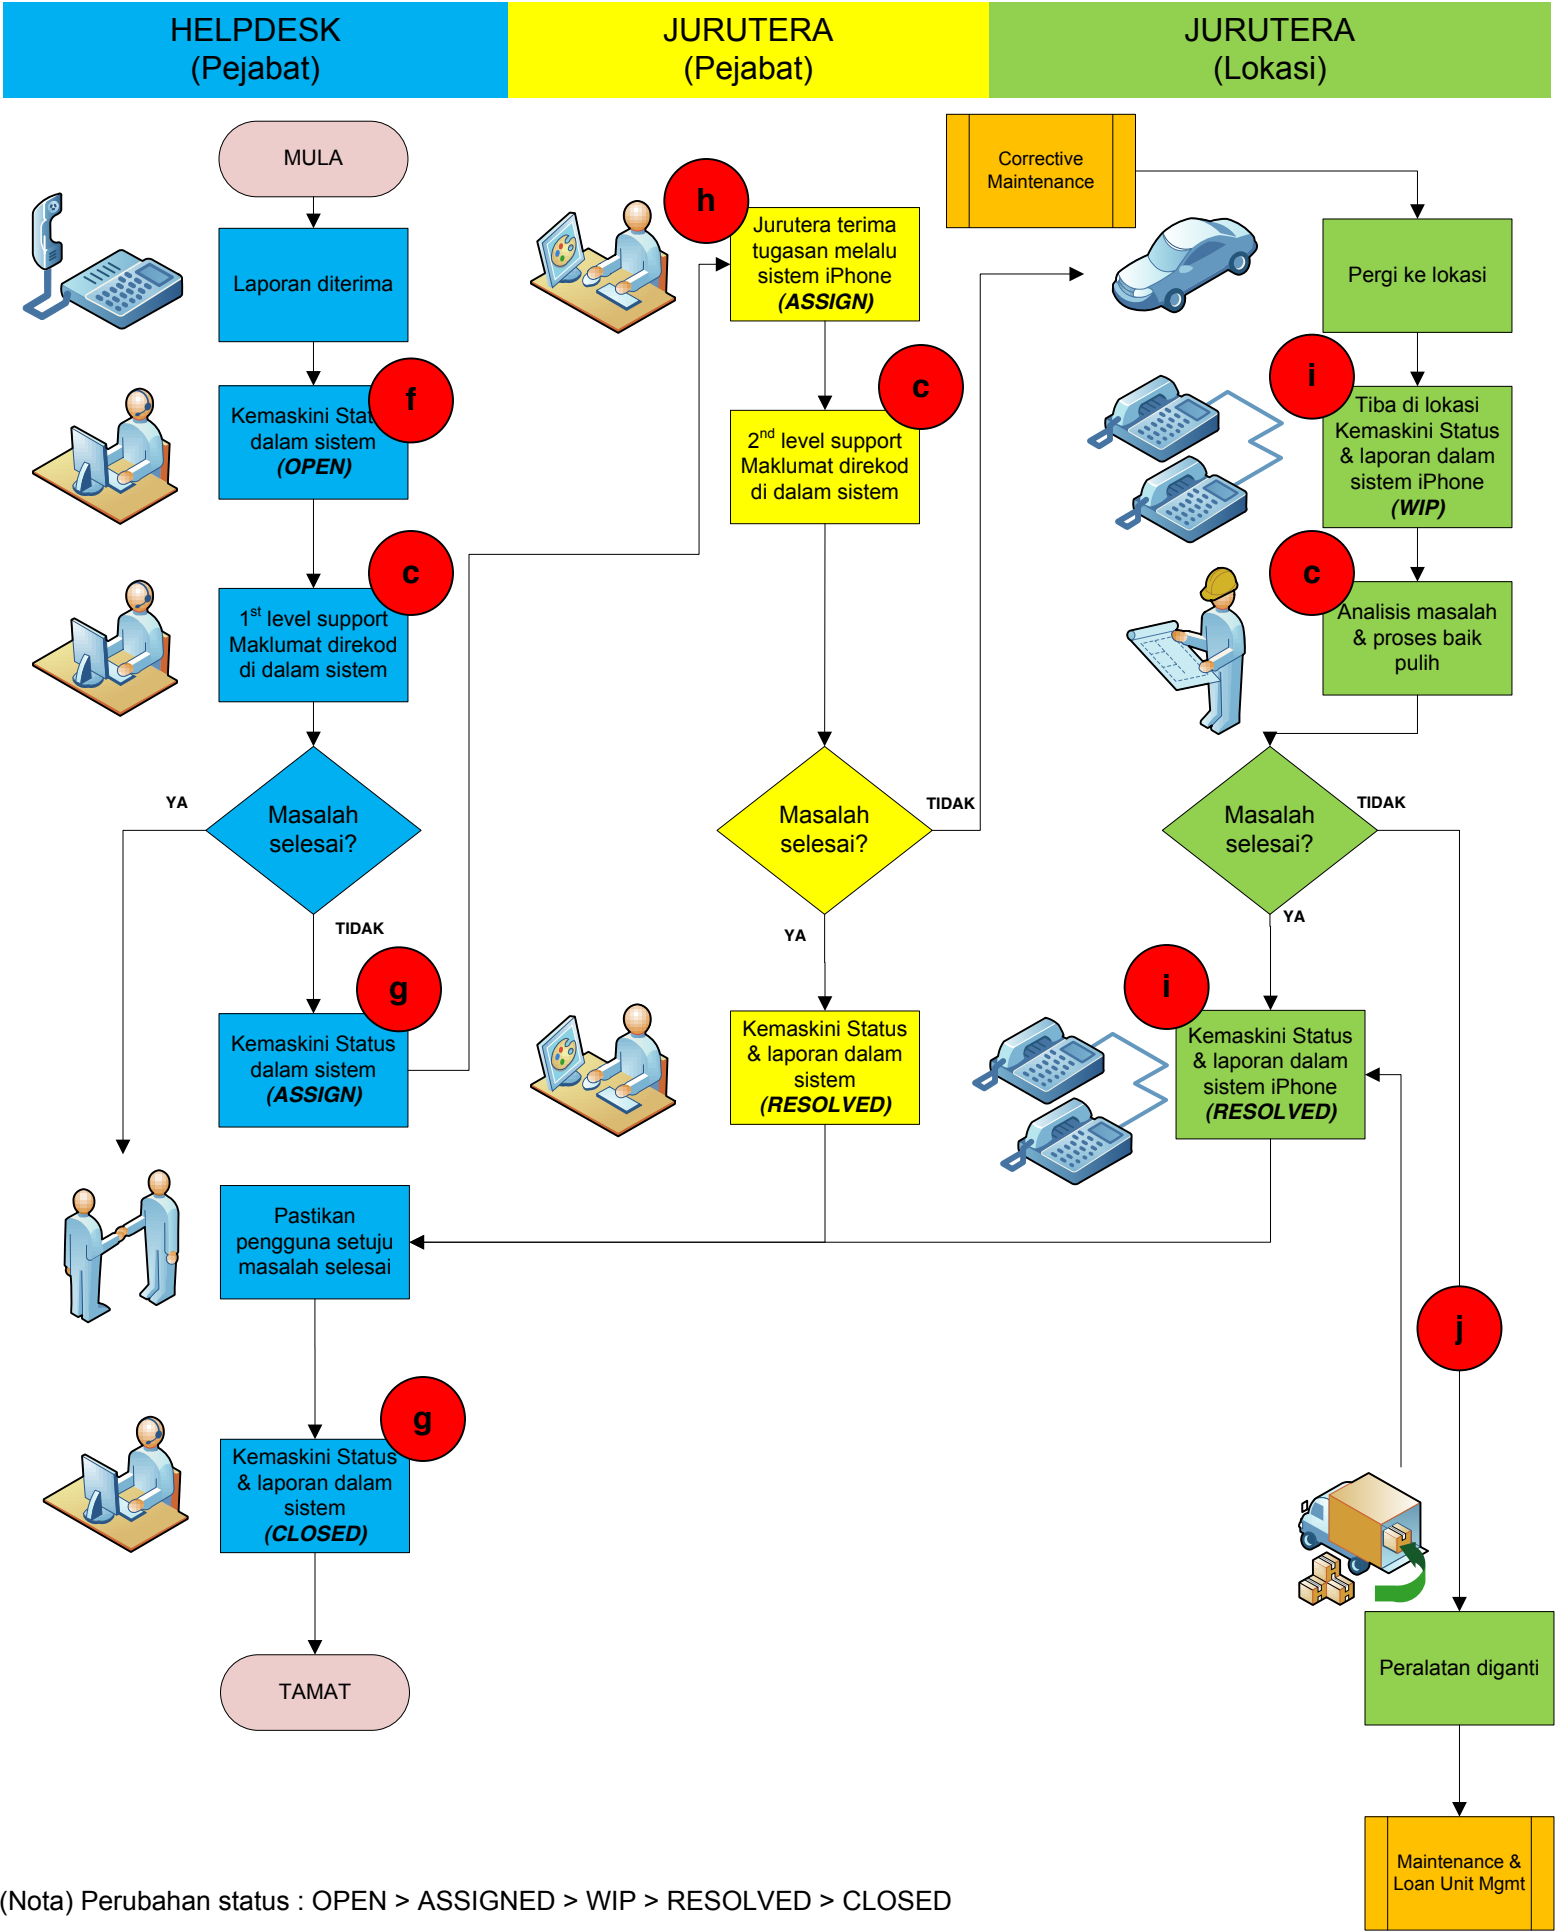 HELPDESK
(Pejabat)
JURUTERA
(Pejabat)
JURUTERA
(Lokasi)
MULA
Laporan diterima
f
Kemaskini Stat
dalam sistem
(OPEN)
c
1st level support
Maklumat direkod
di dalam sistem
YA
Masalah
selesai?
TIDAK
g
Kemaskini Status
dalam sistem
(ASSIGN)
Pastikan
pengguna setuju
masalah selesai
g
Kemaskini Status
& laporan dalam
sistem
(CLOSED)
TAMAT
h
Jurutera terima
tugasan melalu
sistem iPhone
(ASSIGN)
c
2nd level support
Maklumat direkod
di dalam sistem
Masalah
selesai?
TIDAK
YA
Kemaskini Status
& laporan dalam
sistem
(RESOLVED)
Corrective
Maintenance
Pergi ke lokasi
i
Tiba di lokasi
Kemaskini Status
& laporan dalam
sistem iPhone
(WIP)
c
Analisis masalah
& proses baik
pulih
Masalah
selesai?
TIDAK
YA
i
Kemaskini Status
& laporan dalam
sistem iPhone
(RESOLVED)
j
Peralatan diganti
Maintenance &
Loan Unit Mgmt
(Nota) Perubahan status : OPEN > ASSIGNED > WIP > RESOLVED > CLOSED